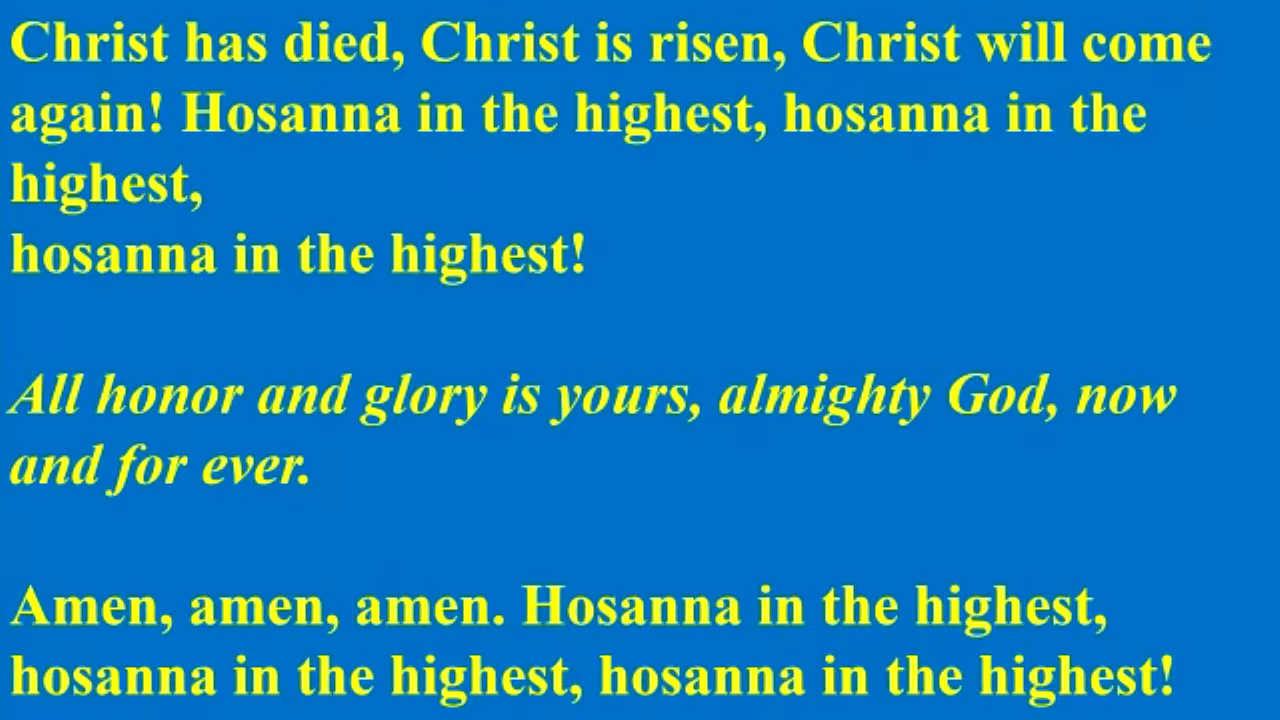 Christ has died, Christ is risen, Christ will come
again! Hosanna in the highest, hosanna in the
highest,
hosanna in the highest!
All honor and glory is yours, almighty God, now
and for ever.
Amen, amen, amen. Hosanna in the highest,
hosanna in the highest, hosanna in the highest!